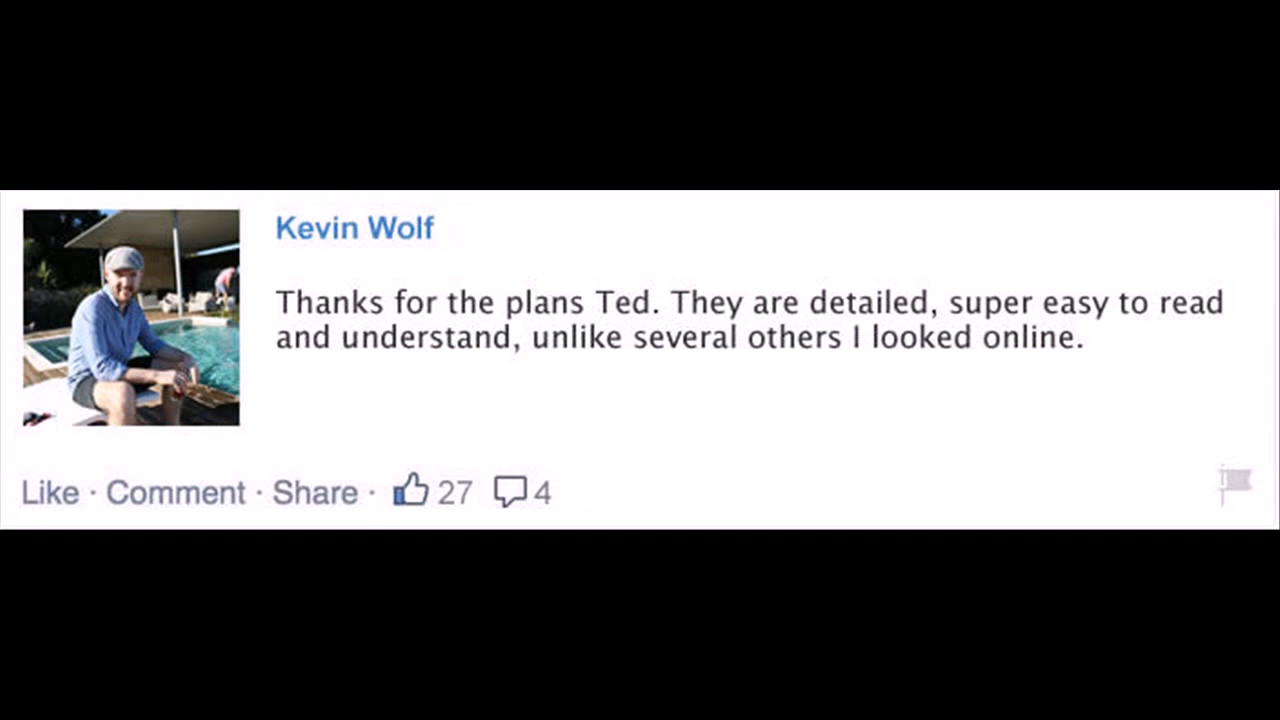 Kevin Wolf
Thanks for the plans Ted. They are detailed, super easy to read
and understand, unlike several others I looked online.
Like · Comment · Share · 27 4